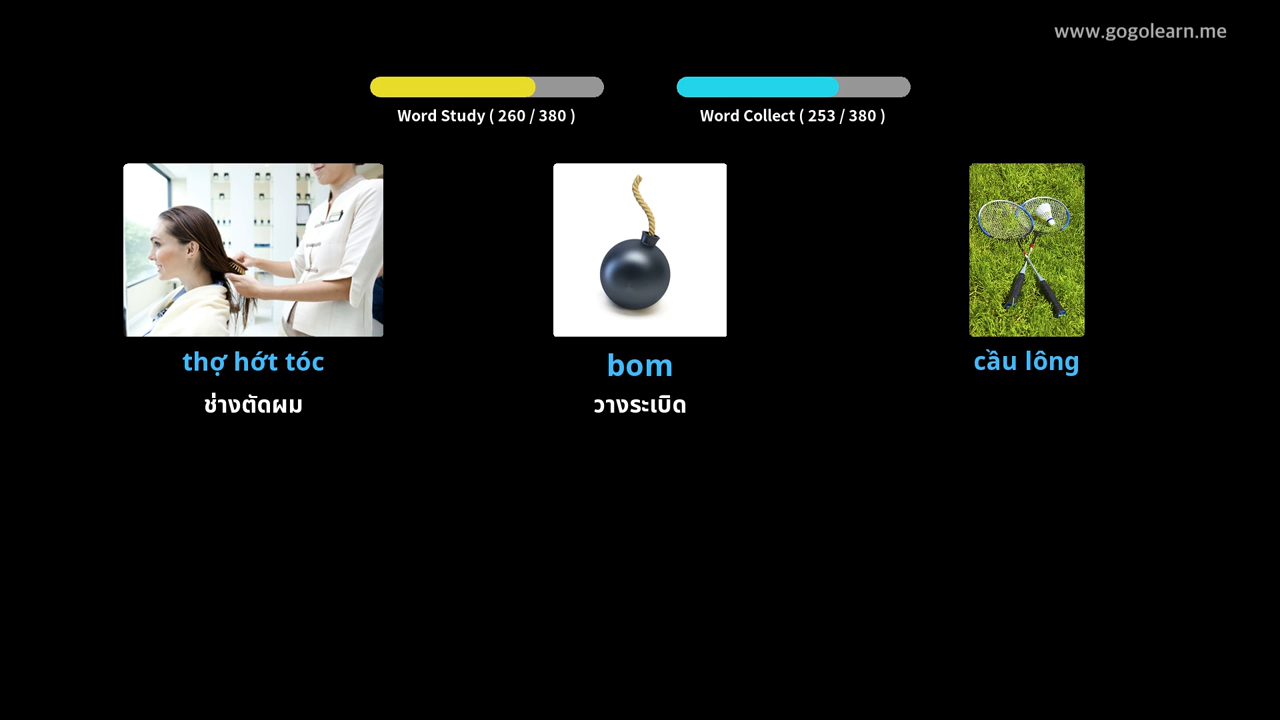 www.gogolearn.me
Word Study ( 260 / 380 )
Word Collect ( 253 / 380 )
thợ hớt tóc
bom
cầu lông
ช่างตัดผม
วางระเบิด